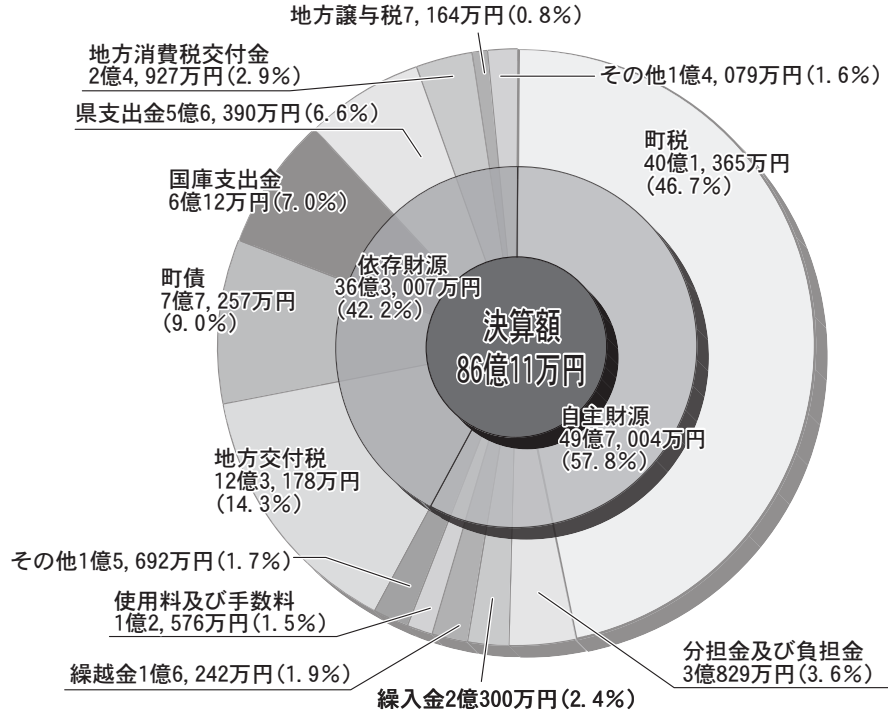 地方譲与税7,164万円(0.8%)
地方消費税交付金
2億4,927万円(2.9%)
その他1億4,079万円(1.6%)
県支出金5億6,390万円(6.6%)
町税
40億1,365万円
(46.7%)
国庫支出金
6億12万円(7.0%)
依存財源
36億3,007万円
(42.2%)
町債
7億7,257万円
(9.0%)
決算額
86億11万円
自主財源
49億7,004万円
(57.8%)
地方交付税
12億3,178万円
(14.3%)
その他1億5,692万円(1.7%)
使用料及び手数料
1億2,576万円(1.5%)
分担金及び負担金
3億829万円(3.6%)
繰越金1億6,242万円(1.9%)
繰入金2億300万円(2.4%)